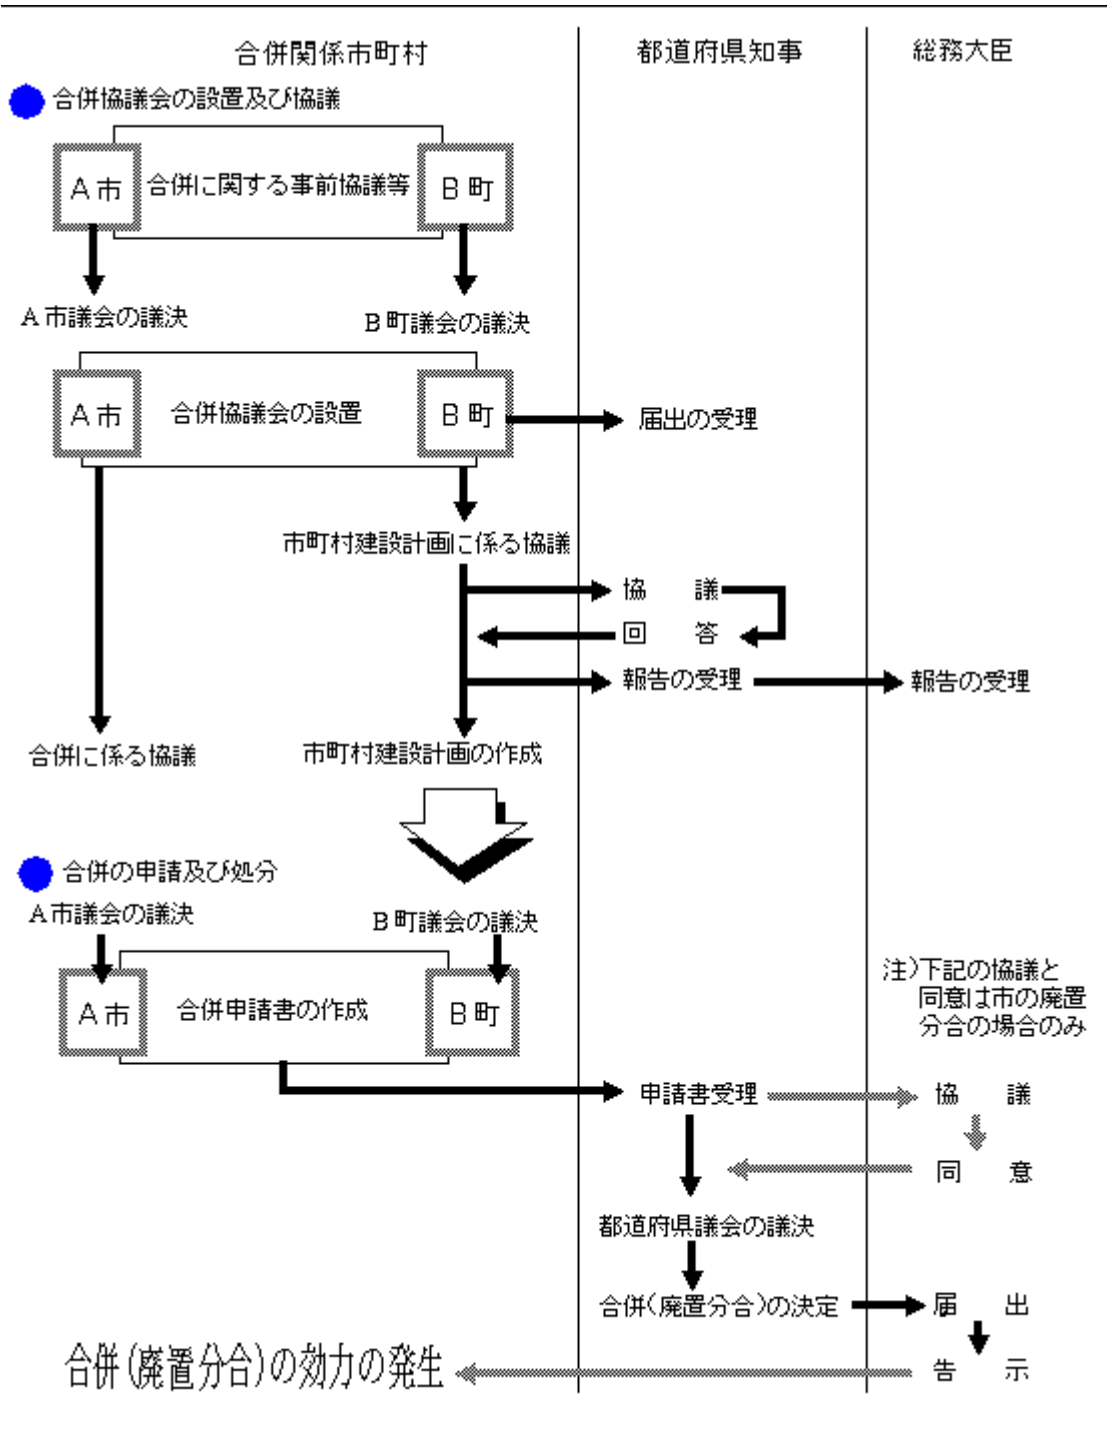 合併関係市町村
都道府県知事
総務大臣
合併協議会の設置及び協議
A市
合併に関する事前協議等
B町
A市議会の議決
B町議会の議決
A市
合併協議会の設置
B町
届出の受理
市町村建設計画に係る協議
協 議
回 答
報告の受理
報告の受理
合併に係る協議
市町村建設計画の作成
合併の申請及び処分
A市議会の議決
B町議会の議決
A市
合併申請書の作成
B町
注)下記の協議と
同意は市の廃置
分合の場合のみ
申請書受理
協 議
同 意
都道府県議会の議決
合併(廃置分合)の決定
届 出
合併(廃置分合)の効力の発生
告 示